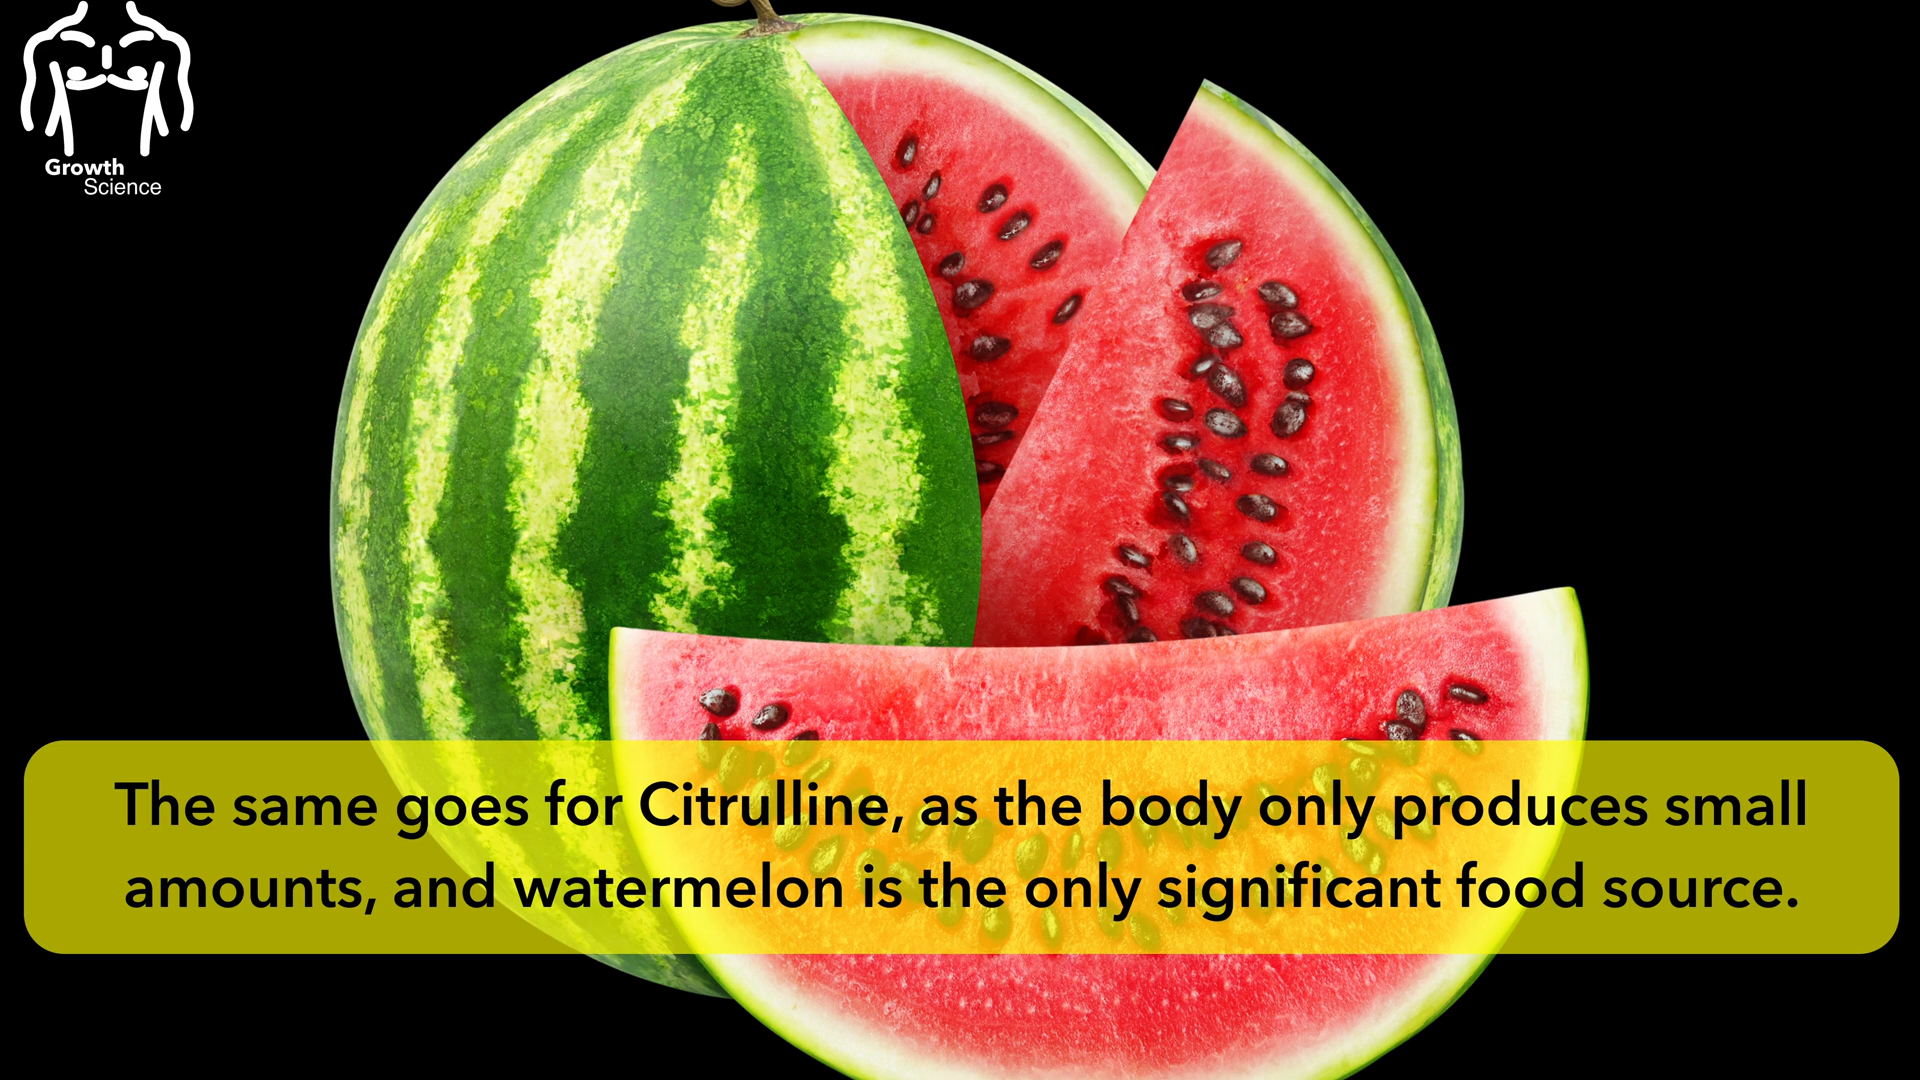 Growth
Science
The same goes for Citrulline, as the body only produces small
amounts, and watermelon is the only significant food source.